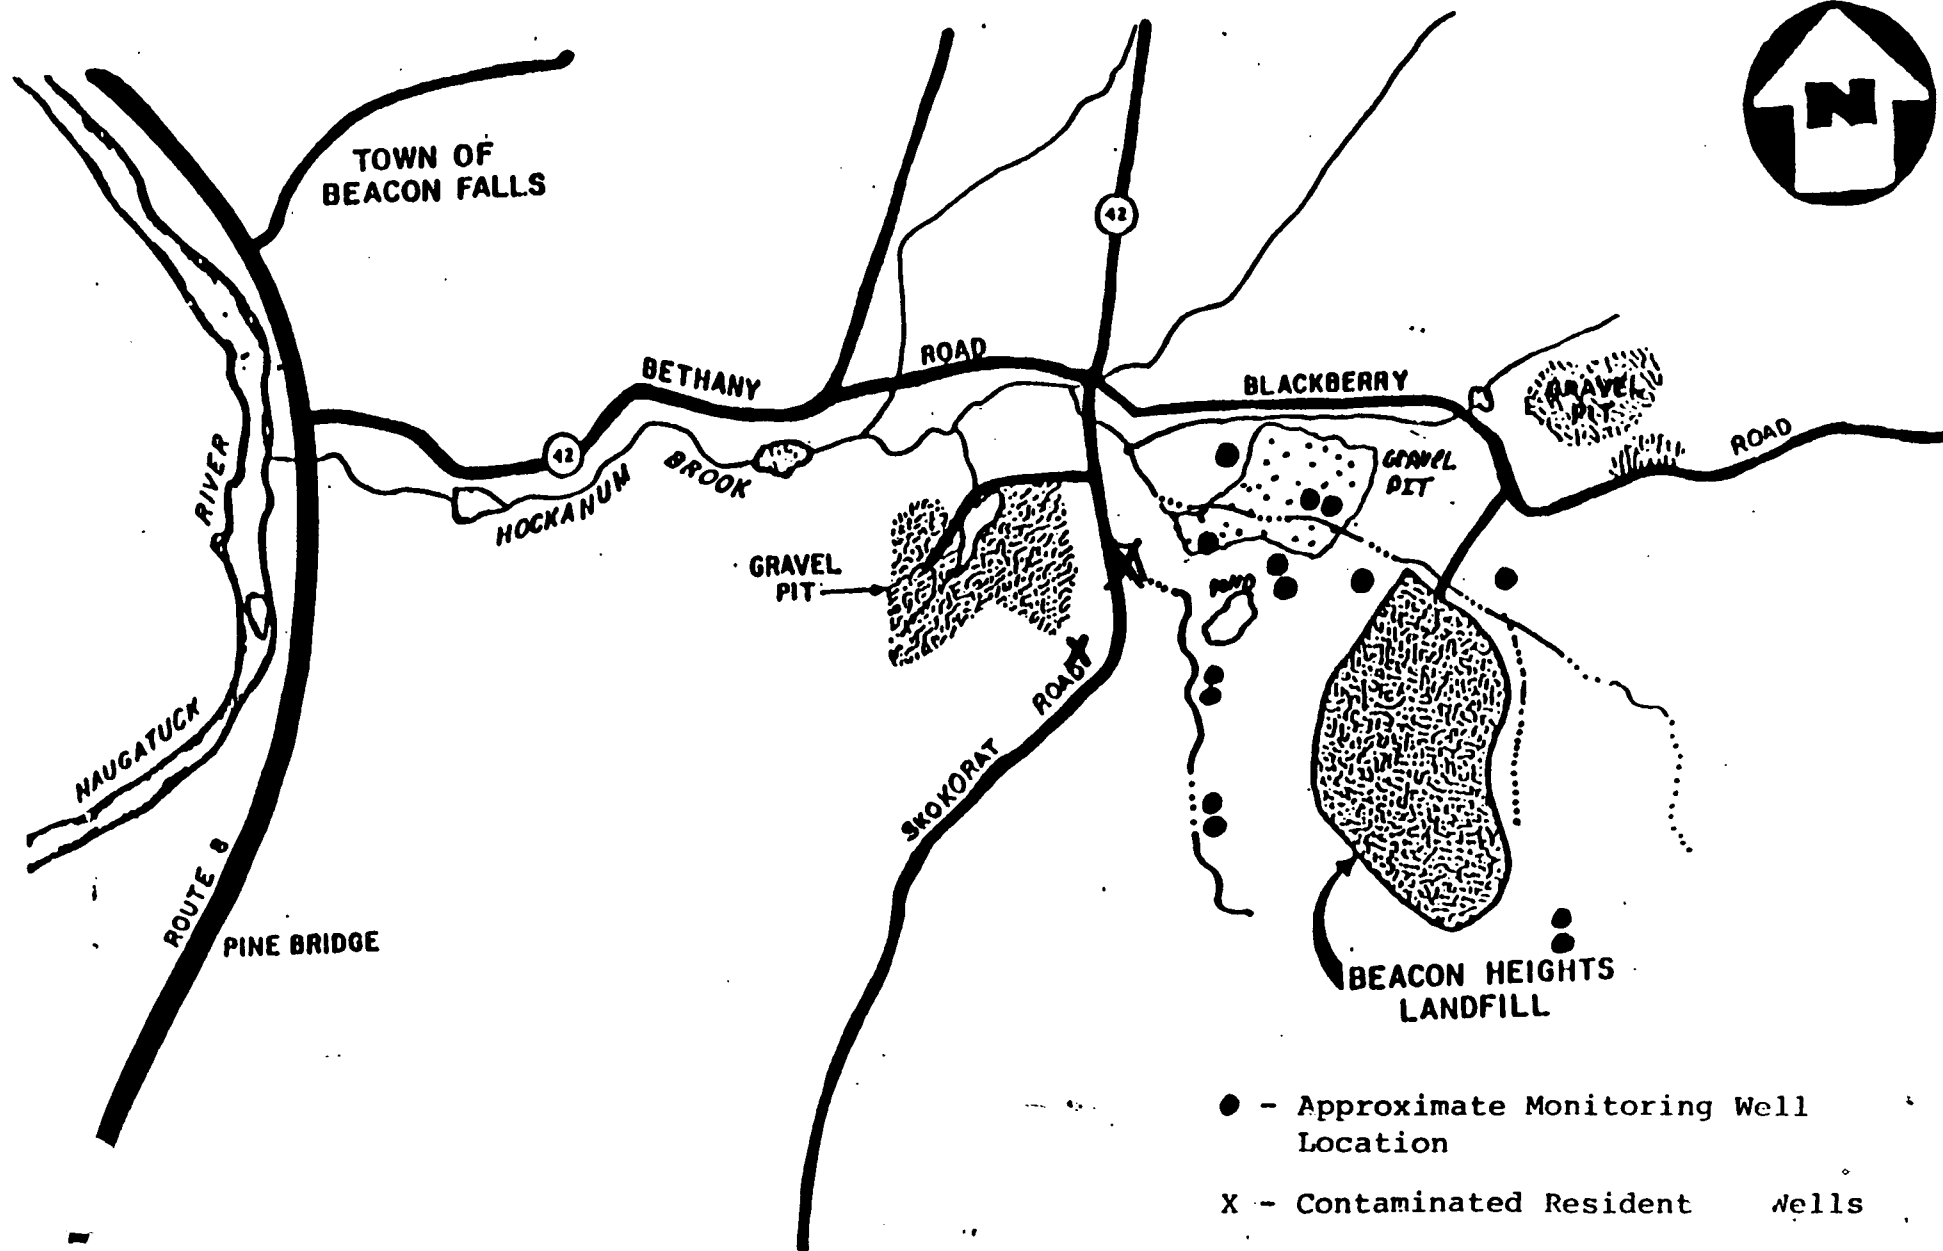 N
TOWN OF
BEACON FALLS
42
BETHANY
ROAD
BLACKBERRY
GRAVEL
PIT
ROAD
42
HOCKANUM
BROOK
GRAVEL
PIT
RIVER
GRAVEL
PIT
POND
ROAD
SKOKORAT
NAUGATUCK
ROUTE 8
PINE BRIDGE
BEACON HEIGHTS
LANDFILL
● - Approximate Monitoring Well
Location
X - Contaminated Resident Wells